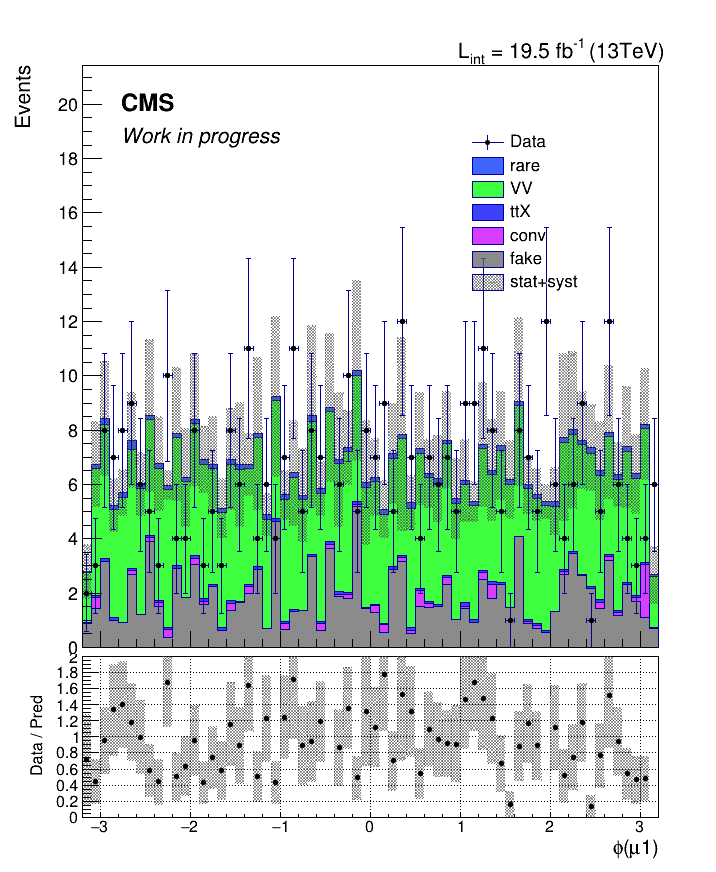 L_int = 19.5 fb^-1 (13TeV)
Events
CMS
Work in progress
Data
rare
VV
ttX
conv
fake
stat+syst
20
18
16
14
12
10
8
6
4
2
0
Data / Pred
2
1.8
1.6
1.4
1.2
1
0.8
0.6
0.4
0.2
0
−3 −2 −1 0 1 2 3
ϕ(μ1)